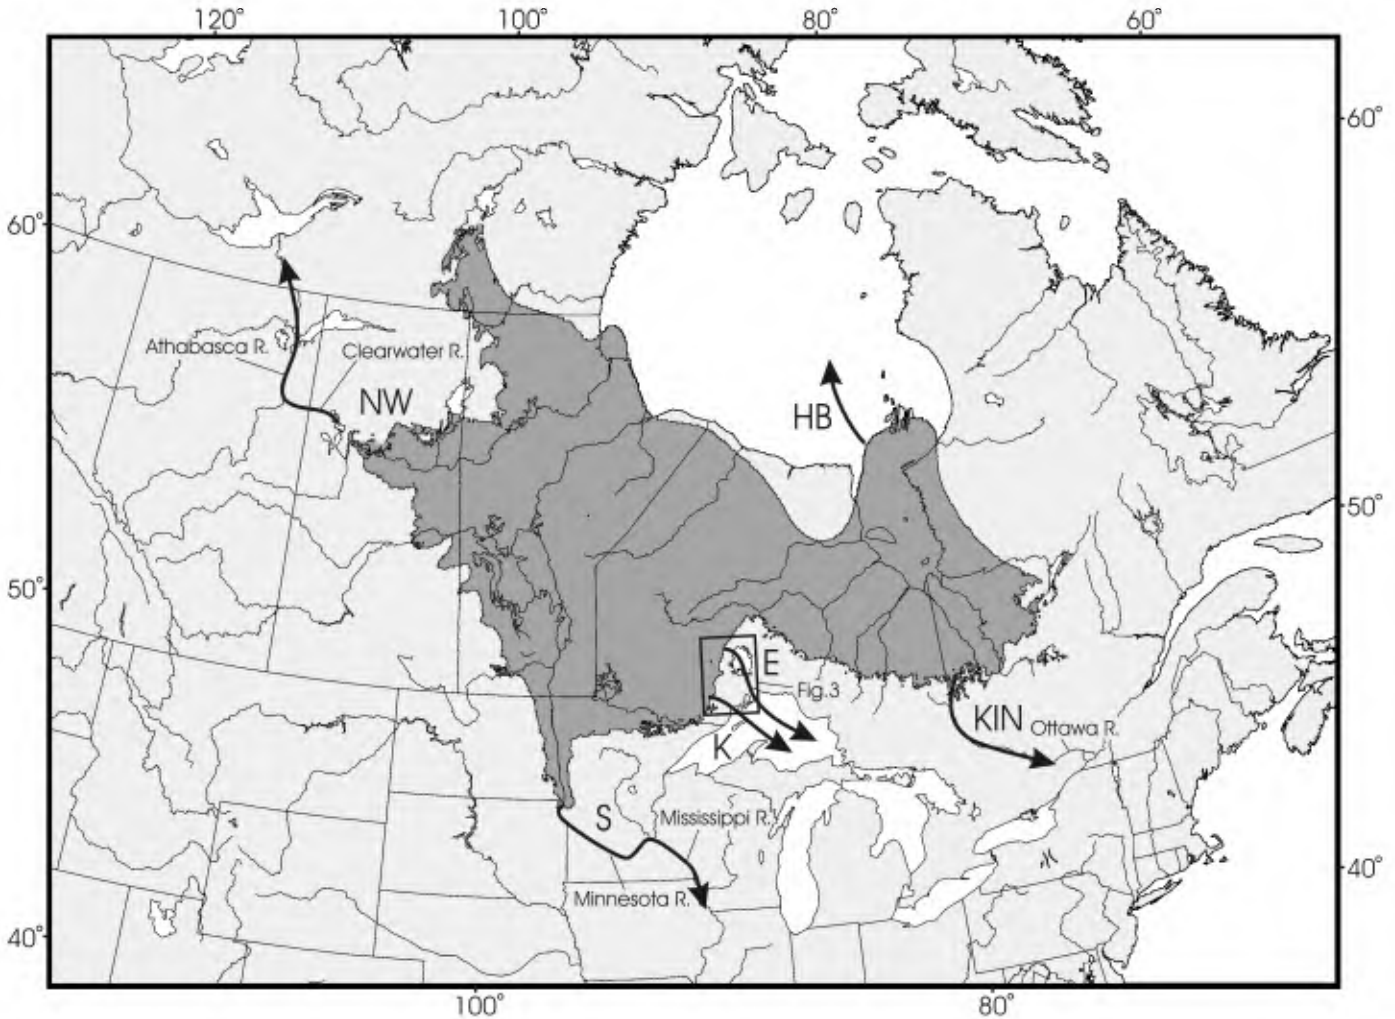 120°
100°
80°
60°
60°
60°
Athabasca R.
Clearwater R.
NW
HB
50°
50°
E
Fig.3
KIN
Ottawa R.
K
S
Mississippi R.
Minnesota R.
40°
40°
100°
80°